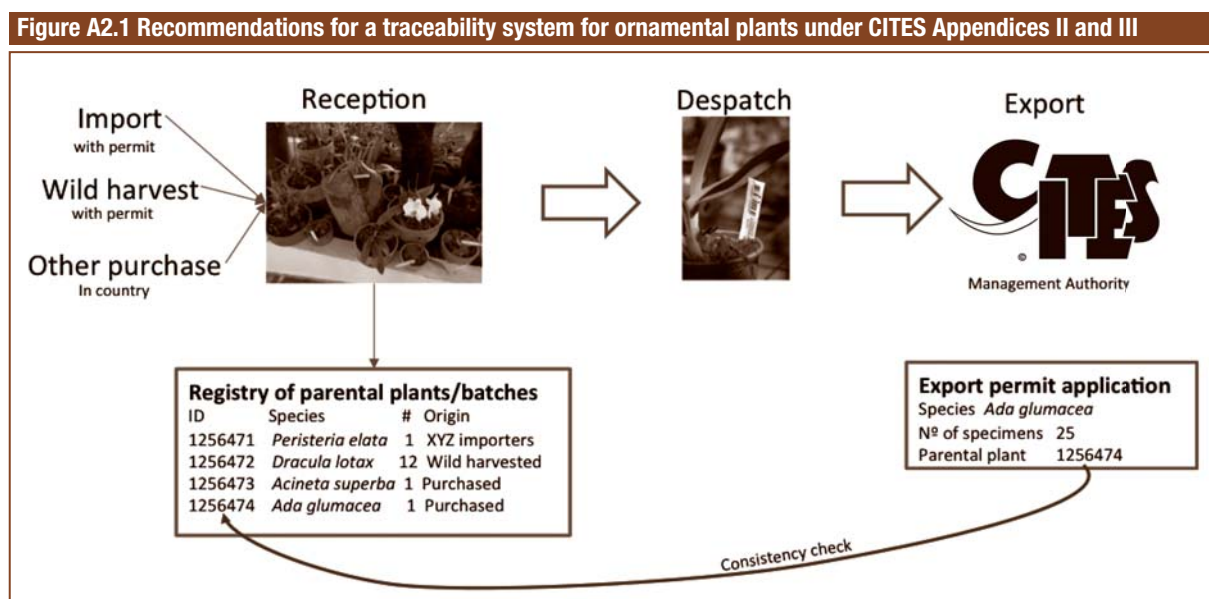 Figure A2.1 Recommendations for a traceability system for ornamental plants under CITES Appendices II and III
Reception
Despatch
Export
Import
with permit
Wild harvest
with permit
Other purchase
In country
CITES
©
Management Authority
Registry of parental plants/batches
ID Species # Origin
1256471 Peristeria elata 1 XYZ importers
1256472 Dracula lotax 12 Wild harvested
1256473 Acineta superba 1 Purchased
1256474 Ada glumacea 1 Purchased
Export permit application
Species Ada glumacea
Nº of specimens 25
Parental plant 1256474
Consistency check